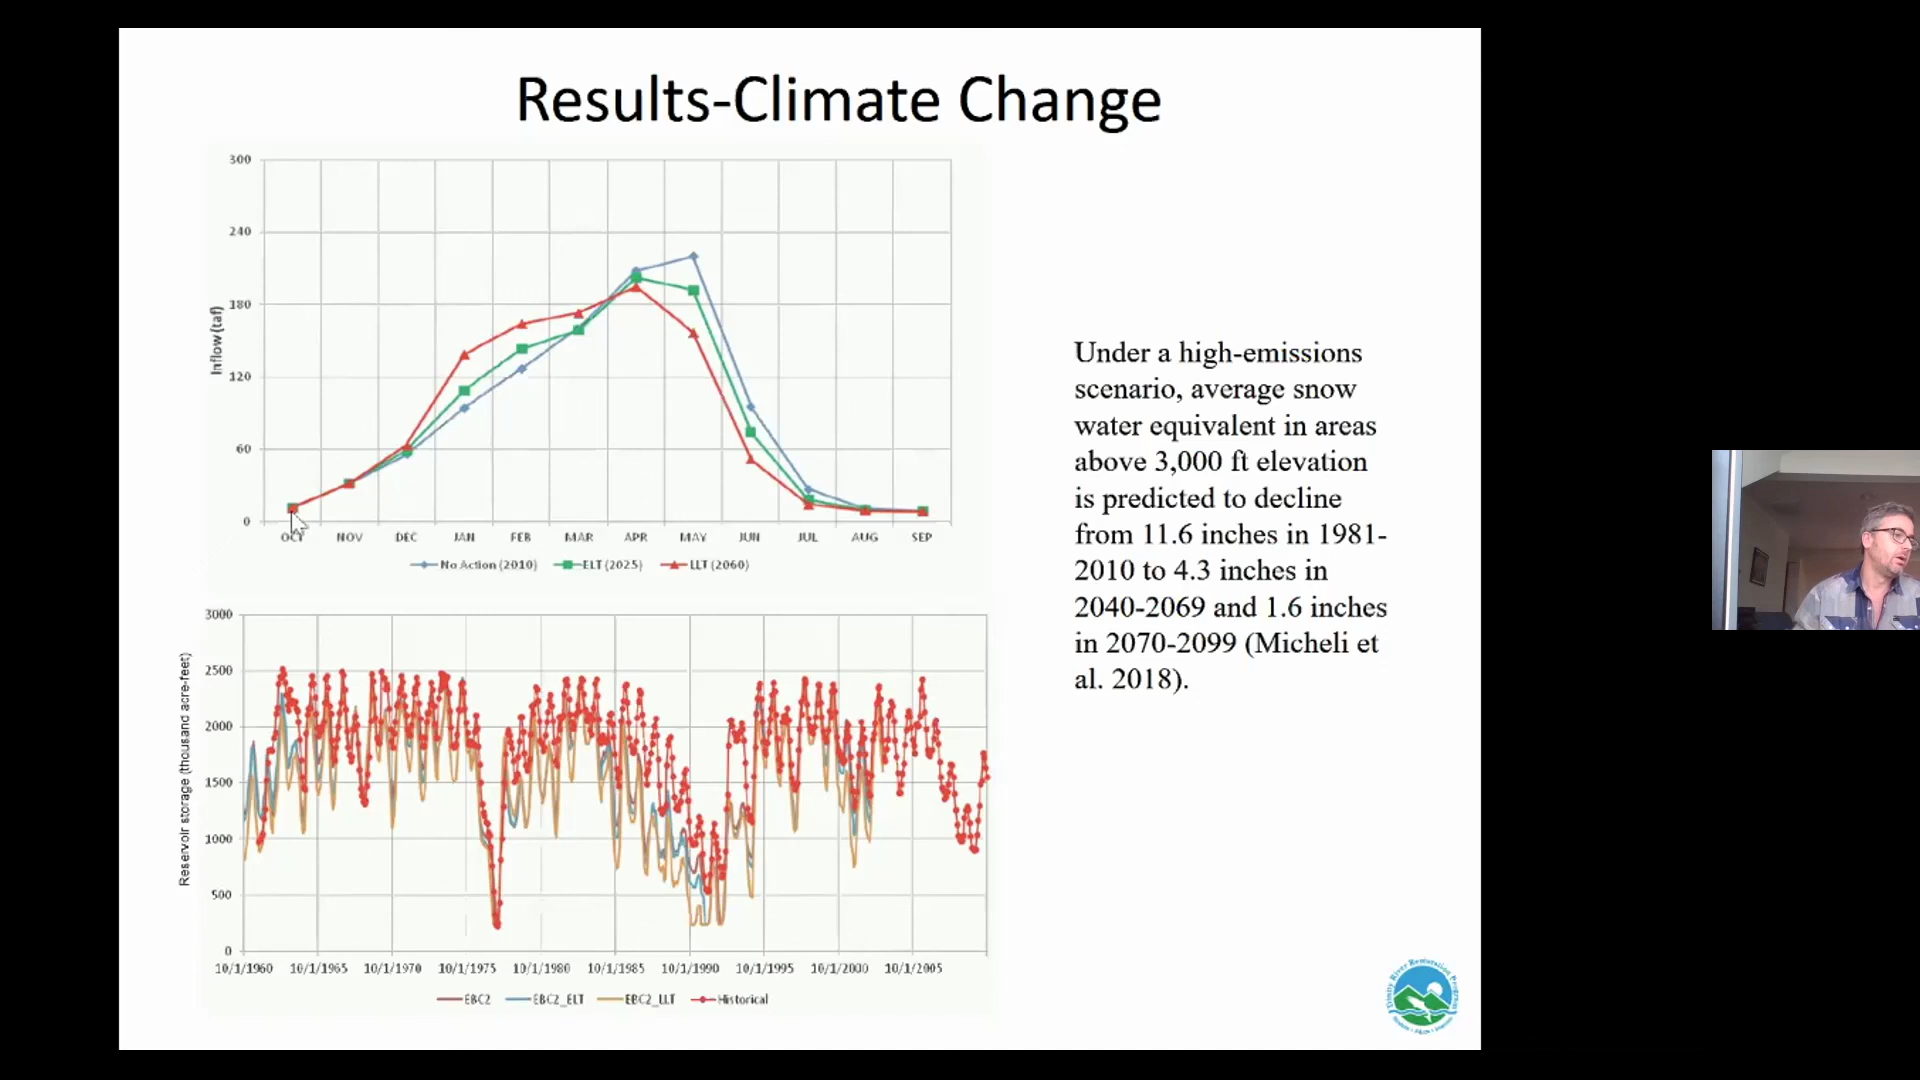 Results-Climate Change
300
240
180
120
60
0
Inflow (taf)
OCT NOV DEC JAN FEB MAR APR MAY JUN JUL AUG SEP
No Action (2010) ELT (2025) LLT (2060)
Under a high-emissions
scenario, average snow
water equivalent in areas
above 3,000 ft elevation
is predicted to decline
from 11.6 inches in 1981-
2010 to 4.3 inches in
2040-2069 and 1.6 inches
in 2070-2099 (Micheli et
al. 2018).
3000
2500
2000
1500
1000
500
0
Reservoir storage (thousand acre-feet)
10/1/1960 10/1/1965 10/1/1970 10/1/1975 10/1/1980 10/1/1985 10/1/1990 10/1/1995 10/1/2000 10/1/2005
EBC2 EBC2_ELT EBC2_LLT Historical
Trinity River Restoration Program